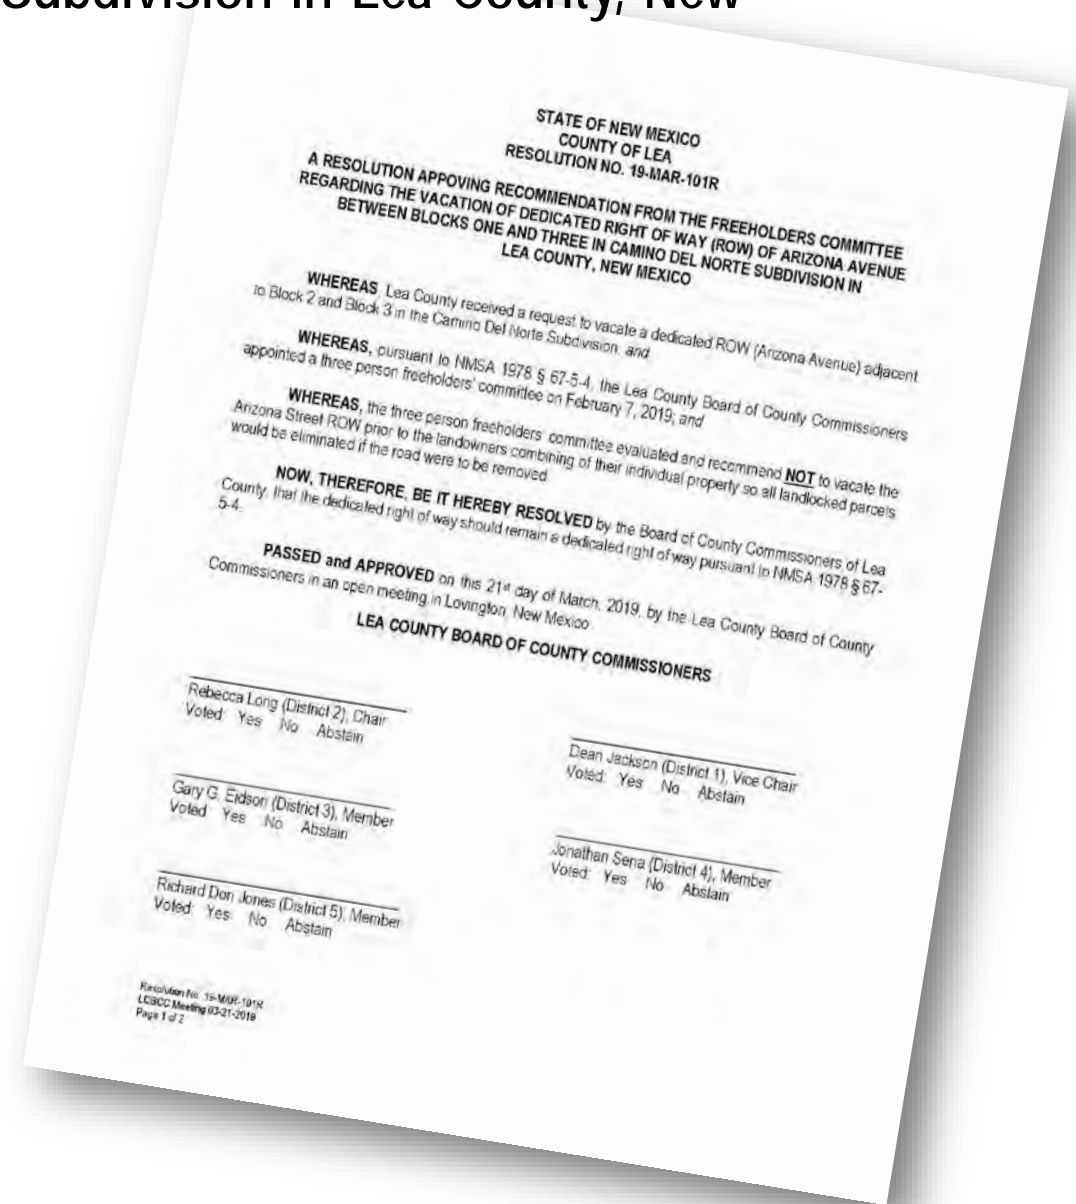 Subdivision in Lea County, New
STATE OF NEW MEXICO
COUNTY OF LEA
RESOLUTION NO. 19-MAR-101R
A RESOLUTION APPOVING RECOMMENDATION FROM THE FREEHOLDERS COMMITTEE
REGARDING THE VACATION OF DEDICATED RIGHT OF WAY (ROW) OF ARIZONA AVENUE
BETWEEN BLOCKS ONE AND THREE IN CAMINO DEL NORTE SUBDIVISION IN
LEA COUNTY, NEW MEXICO
WHEREAS, Lea County received a request to vacate a dedicated ROW (Arizona Avenue) adjacent
to Block 2 and Block 3 in the Camino Del Norte Subdivision, and
WHEREAS, pursuant to NMSA 1978 § 67-5-4, the Lea County Board of County Commissioners
appointed a three person freeholders' committee on February 7, 2019; and
WHEREAS, the three person freeholders' committee evaluated and recommend NOT to vacate the
Arizona Street ROW prior to the landowners combining of their individual property so all landlocked parcels
would be eliminated if the road were to be removed.
NOW, THEREFORE, BE IT HEREBY RESOLVED by the Board of County Commissioners of Lea
County, that the dedicated right of way should remain a dedicated right of way pursuant to NMSA 1978 § 67-
5-4.
PASSED and APPROVED on this 21st day of March, 2019, by the Lea County Board of County
Commissioners in an open meeting in Lovington, New Mexico.
LEA COUNTY BOARD OF COUNTY COMMISSIONERS
Rebecca Long (District 2), Chair
Voted: Yes No Abstain
Dean Jackson (District 1), Vice Chair
Voted: Yes No Abstain
Gary G. Eidson (District 3), Member
Voted: Yes No Abstain
Jonathan Sena (District 4), Member
Voted: Yes No Abstain
Richard Don Jones (District 5), Member
Voted: Yes No Abstain
Resolution No. 19-MAR-101R
LCBCC Meeting 03-21-2019
Page 1 of 2